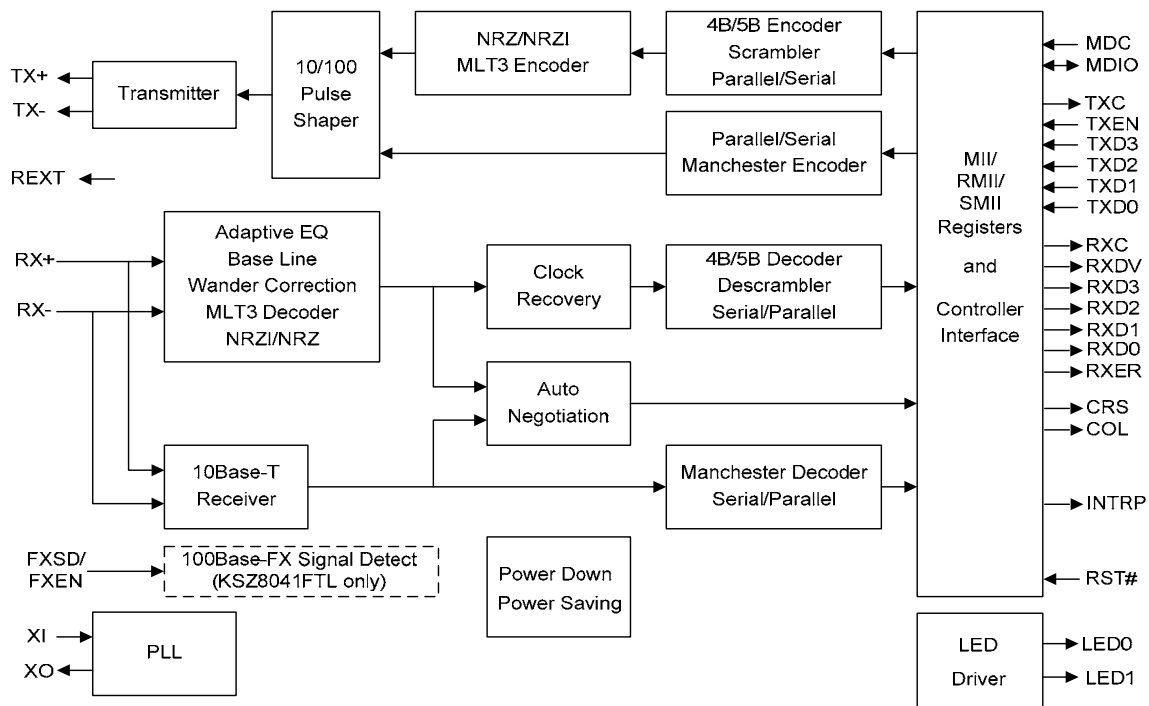 TX+
TX-
REXT
RX+
RX-
FXSD/
FXEN
XI
XO
Transmitter
10/100
Pulse
Shaper
NRZ/NRZI
MLT3 Encoder
4B/5B Encoder
Scrambler
Parallel/Serial
Parallel/Serial
Manchester Encoder
Adaptive EQ
Base Line
Wander Correction
MLT3 Decoder
NRZI/NRZ
Clock
Recovery
4B/5B Decoder
Descrambler
Serial/Parallel
Auto
Negotiation
10Base-T
Receiver
Manchester Decoder
Serial/Parallel
100Base-FX Signal Detect
(KSZ8041FTL only)
Power Down
Power Saving
PLL
MII/
RMII/
SMII
Registers
and
Controller
Interface
LED
Driver
MDC
MDIO
TXC
TXEN
TXD3
TXD2
TXD1
TXD0
RXC
RXDV
RXD3
RXD2
RXD1
RXD0
RXER
CRS
COL
INTRP
RST#
LED0
LED1